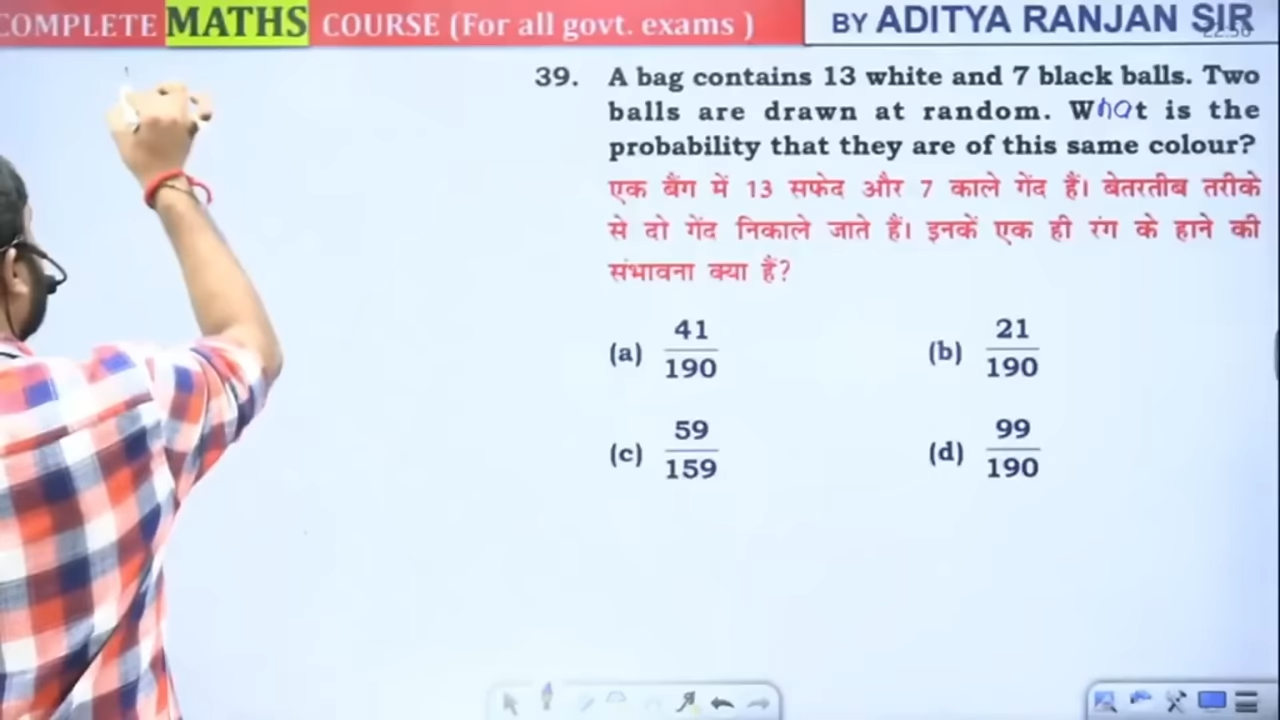 COMPLETE MATHS COURSE (For all govt. exams )
BY ADITYA RANJAN SIR
22:50
39. A bag contains 13 white and 7 black balls. Two
balls are drawn at random. What is the
probability that they are of this same colour?
एक बैंग में 13 सफेद और 7 काले गेंद हैं। बेतरतीब तरीके
से दो गेंद निकाले जाते हैं। इनकें एक ही रंग के हाने की
संभावना क्या हैं?
(a) 41/190 (b) 21/190
(c) 59/159 (d) 99/190